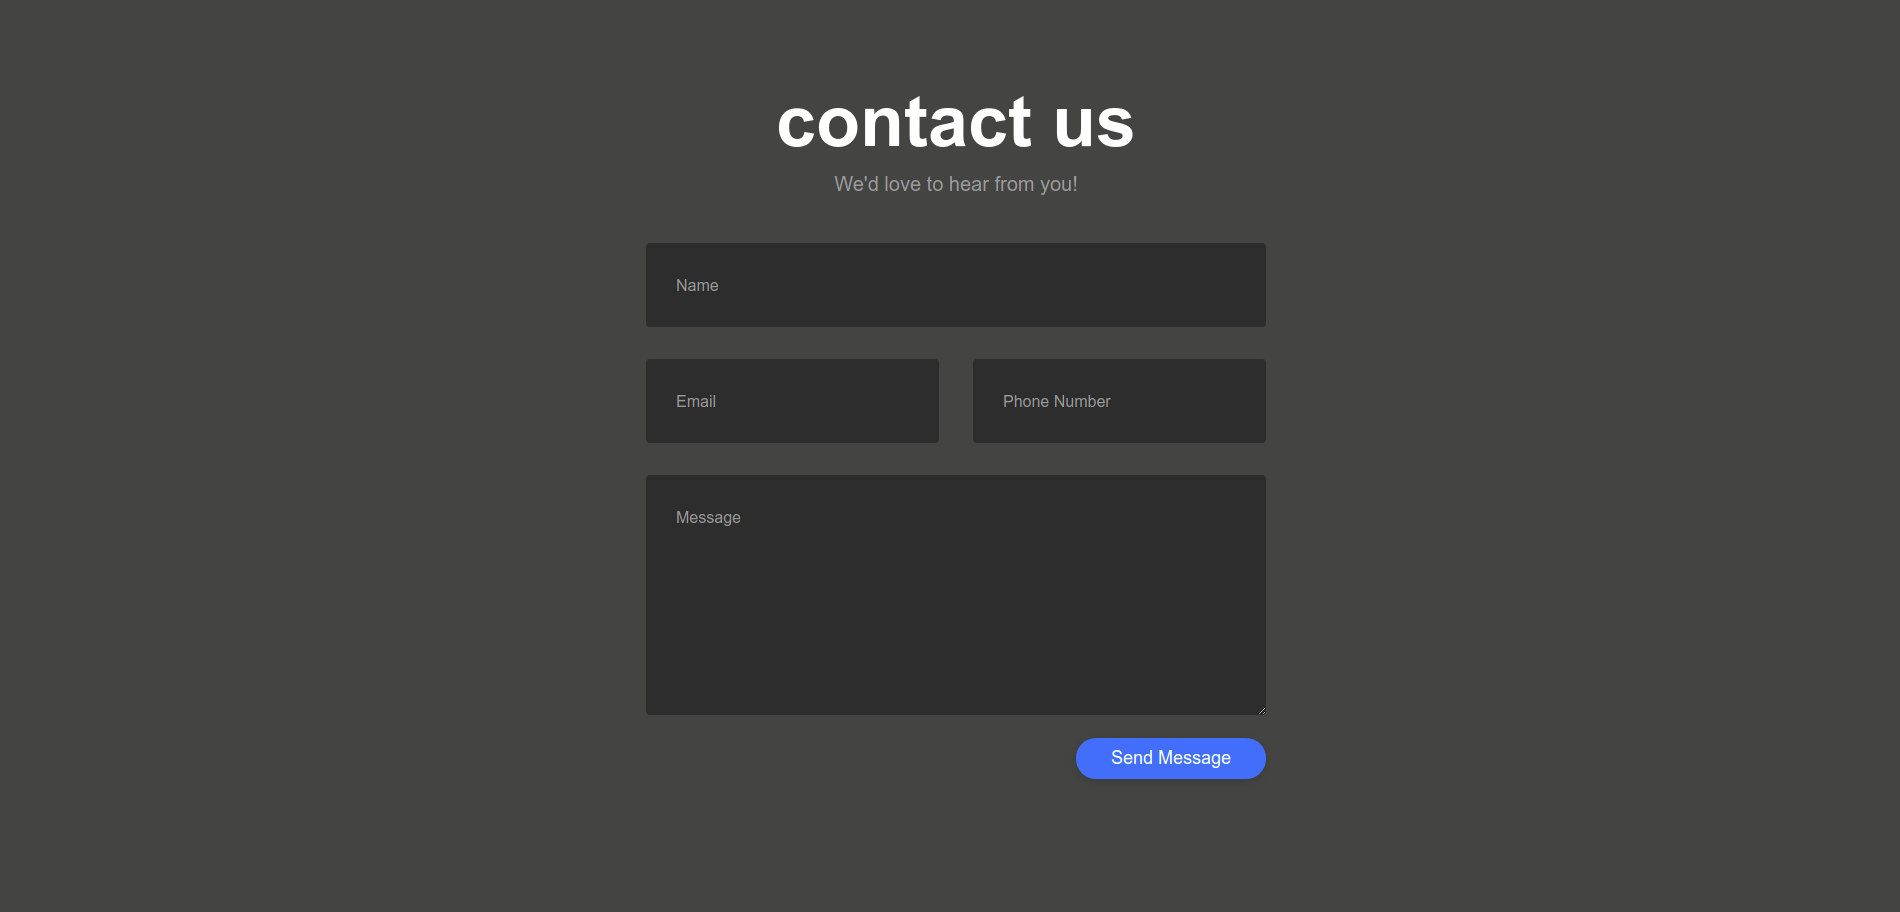 contact us
We'd love to hear from you!
Name
Email
Phone Number
Message
Send Message